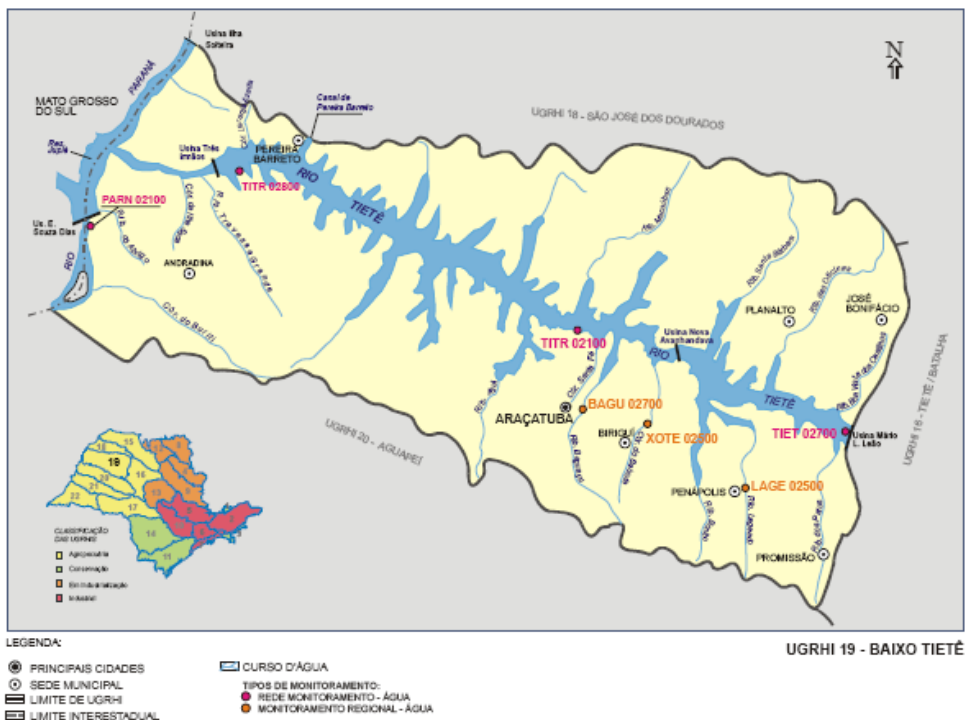 Usina Ilha
Solteira
N
PARANÁ
MATO GROSSO
DO SUL
Canal de
Pereira Barreto
UGRHI 18 - SÃO JOSÉ DOS DOURADOS
Res.
Jupiá
Usina Três
Irmãos
PEREIRA
BARRETO
RIO
TITR 02800
TIETÊ
PARN 02100
Us. E.
Souza Dias
RIO
ANDRADINA
Rib. Travessa Grande
PLANALTO
JOSÉ
BONIFÁCIO
Usina Nova
Avanhandava
TITR 02100
RIO
TIETÊ
ARAÇATUBA
BAGU 02700
BIRIGUI
XOTE 02500
TIET 02700
Usina Mário
L. Leão
UGRHI 20 - AGUAPEÍ
UGRHI 16 - TIETÊ / BATALHA
PENÁPOLIS
LAGE 02500
PROMISSÃO
19
CLASSIFICAÇÃO
DAS UGRHIS
Agropecuária
Conservação
Em Industrialização
Industrial
LEGENDA:
UGRHI 19 - BAIXO TIETÊ
PRINCIPAIS CIDADES
SEDE MUNICIPAL
LIMITE DE UGRHI
LIMITE INTERESTADUAL
CURSO D'ÁGUA
TIPOS DE MONITORAMENTO:
REDE MONITORAMENTO - ÁGUA
MONITORAMENTO REGIONAL - ÁGUA